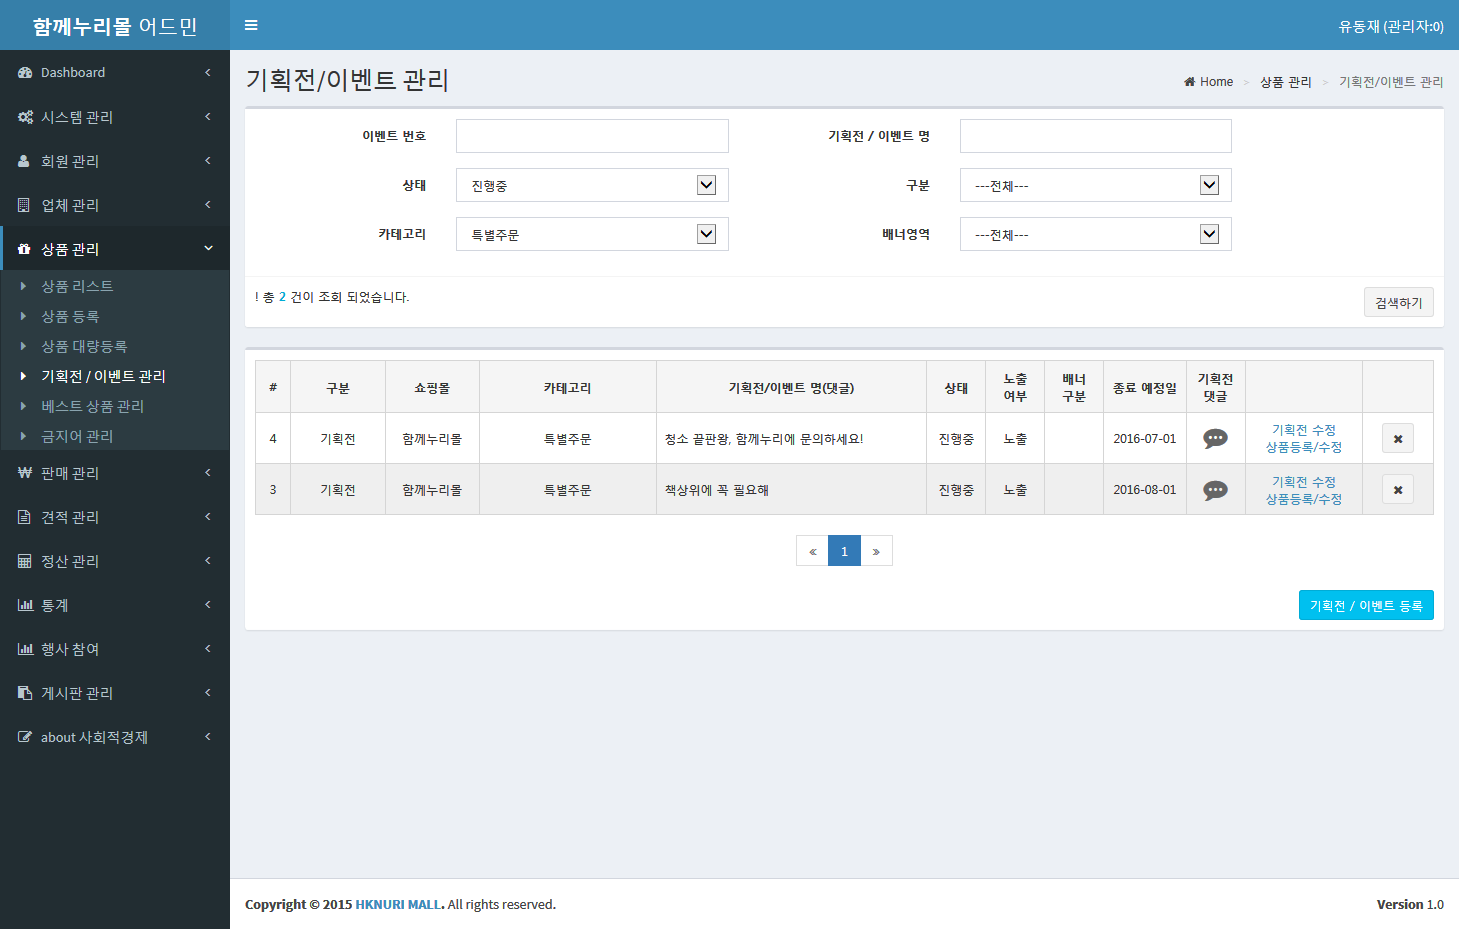 함께누리몰 어드민
유동재 (관리자:0)
Dashboard
시스템 관리
회원 관리
업체 관리
상품 관리
상품 리스트
상품 등록
상품 대량등록
기획전 / 이벤트 관리
베스트 상품 관리
금지어 관리
₩ 판매 관리
견적 관리
정산 관리
통계
행사 참여
게시판 관리
about 사회적경제
기획전/이벤트 관리
Home > 상품 관리 > 기획전/이벤트 관리
이벤트 번호
기획전 / 이벤트 명
상태 진행중
구분 ---전체---
카테고리 특별주문
배너영역 ---전체---
! 총 2 건이 조회 되었습니다.
검색하기
# 구분 쇼핑몰 카테고리 기획전/이벤트 명(댓글) 상태 노출 여부 배너 구분 종료 예정일 기획전 댓글
4 기획전 함께누리몰 특별주문 청소 끝판왕, 함께누리에 문의하세요! 진행중 노출 2016-07-01 기획전 수정
상품등록/수정
3 기획전 함께누리몰 특별주문 책상위에 꼭 필요해 진행중 노출 2016-08-01 기획전 수정
상품등록/수정
« 1 »
기획전 / 이벤트 등록
Copyright © 2015 HKNURI MALL. All rights reserved.
Version 1.0